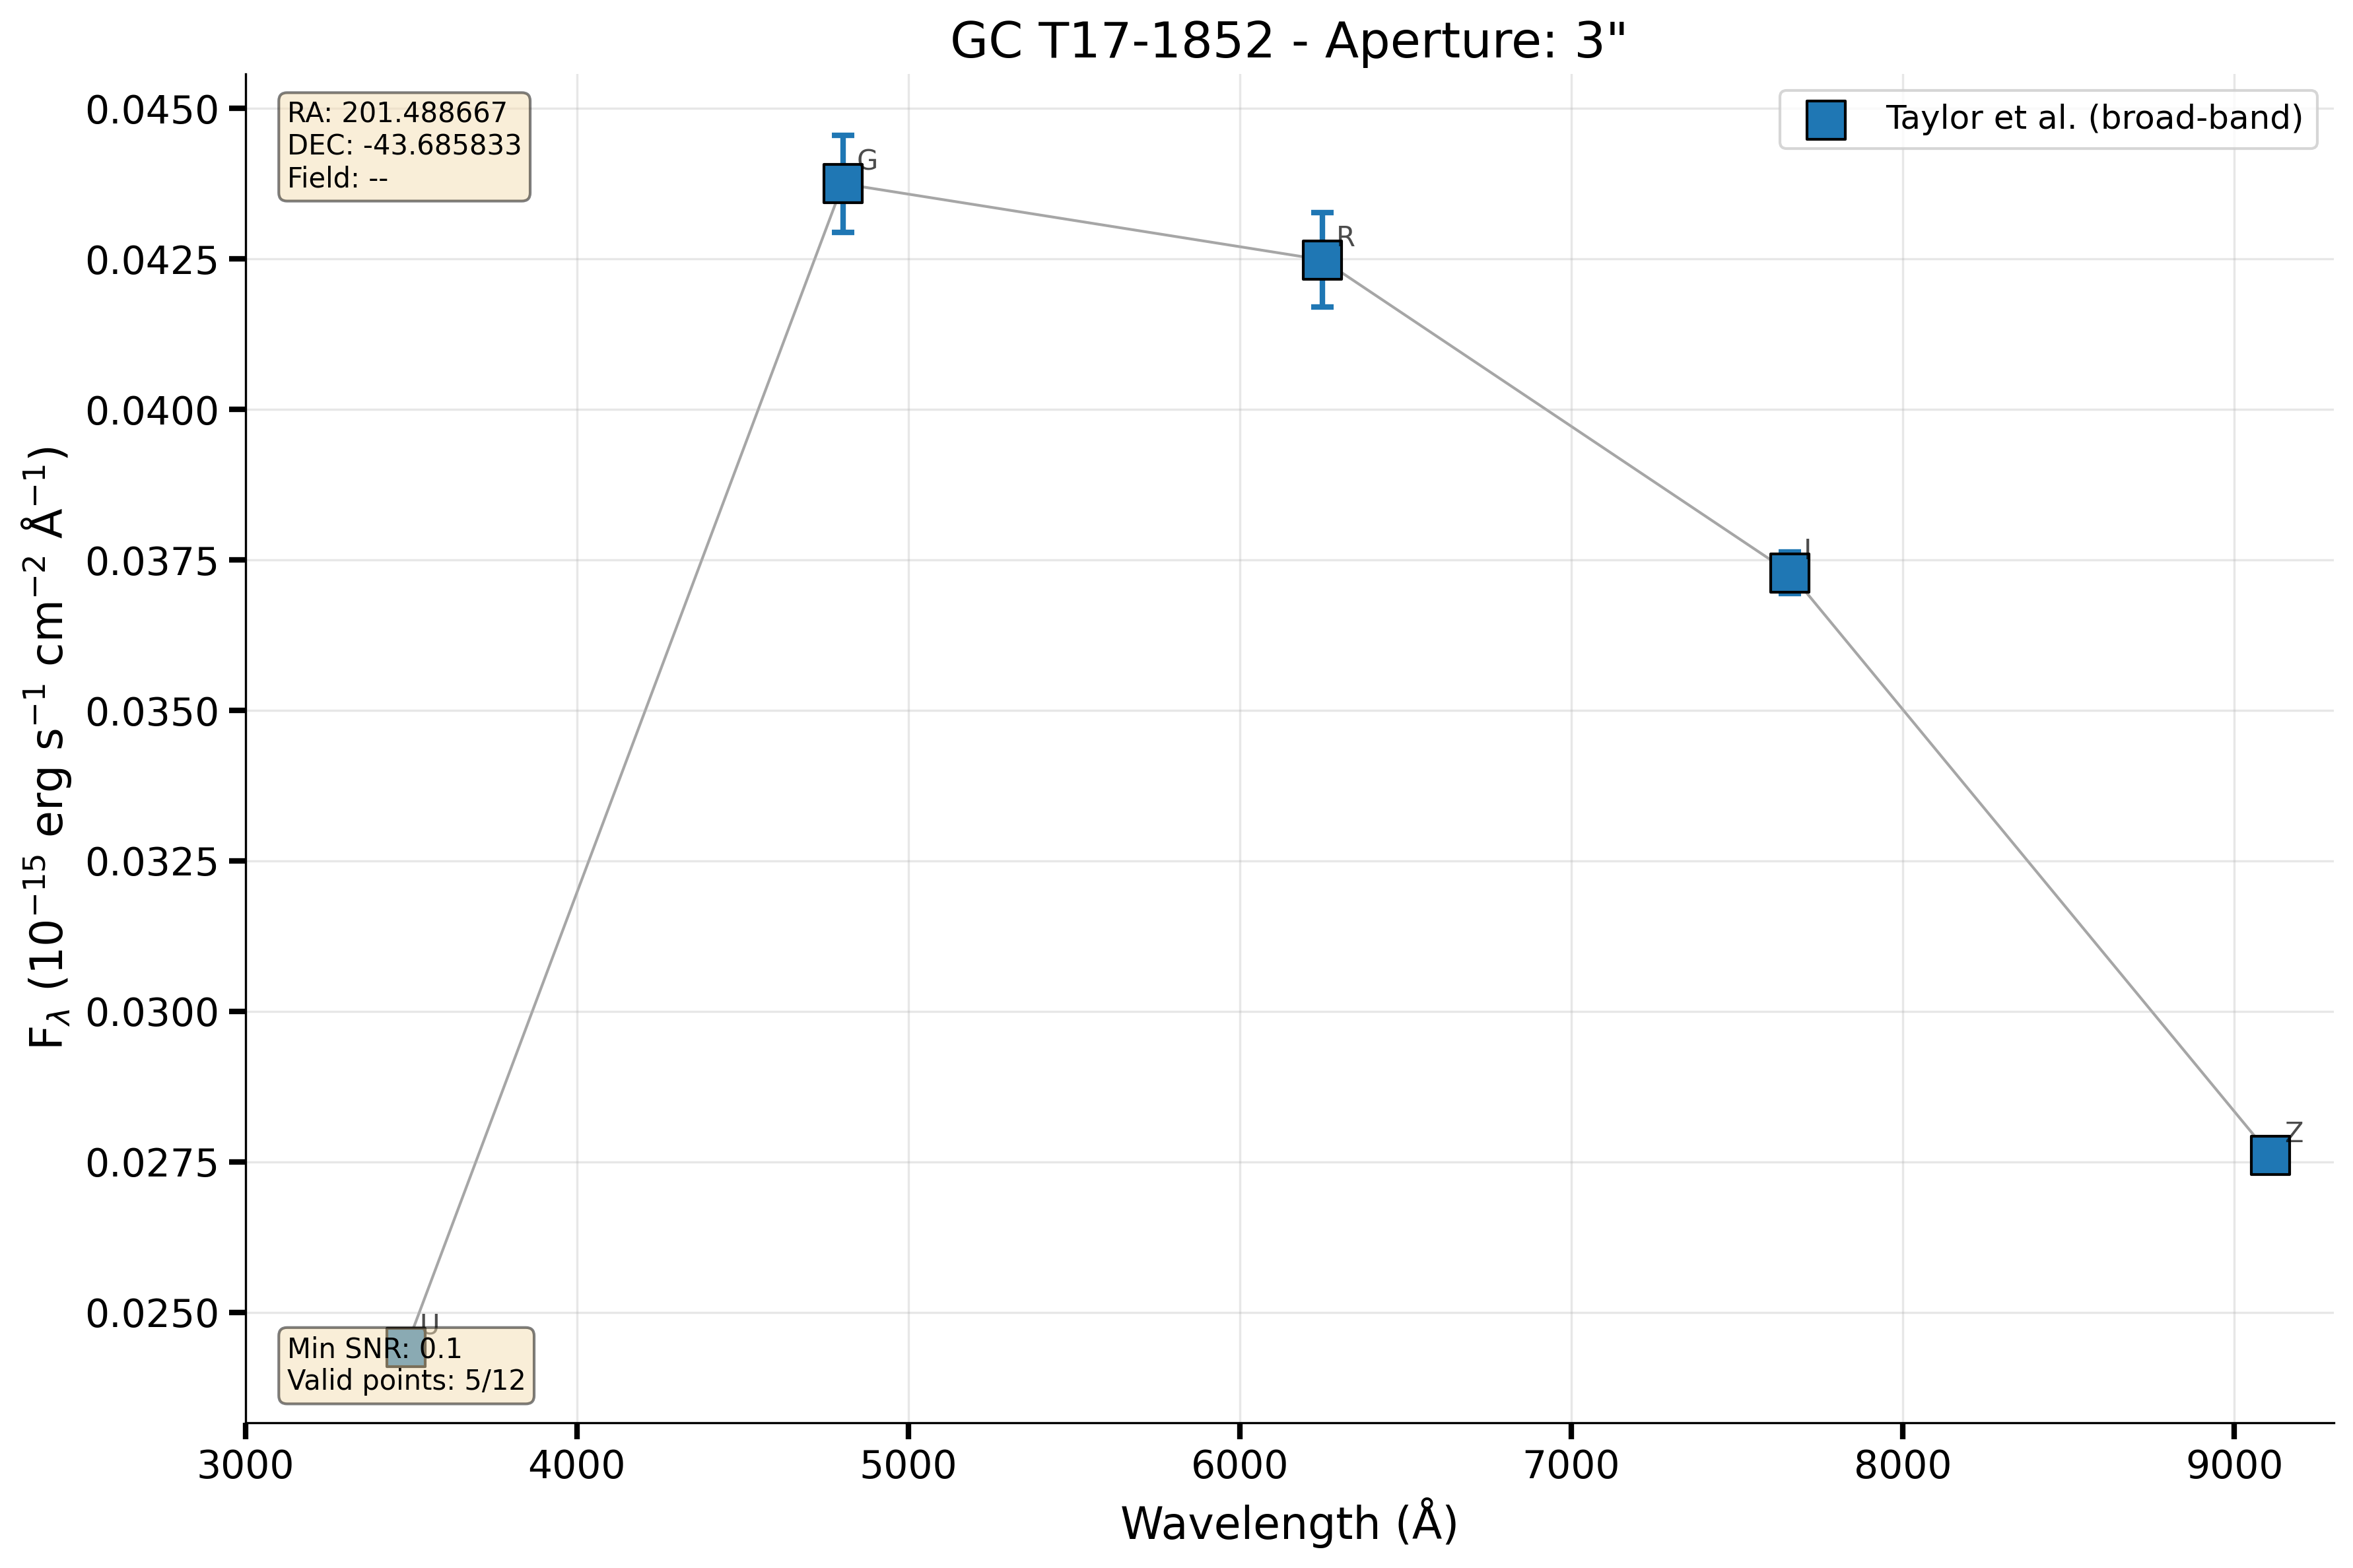 GC T17-1852 - Aperture: 3"
RA: 201.488667
DEC: -43.685833
Field: --
Taylor et al. (broad-band)
G
R
I
Z
U
Min SNR: 0.1
Valid points: 5/12
0.0450
0.0425
0.0400
0.0375
0.0350
0.0325
0.0300
0.0275
0.0250
F_λ (10⁻¹⁵ erg s⁻¹ cm⁻² Å⁻¹)
3000 4000 5000 6000 7000 8000 9000
Wavelength (Å)